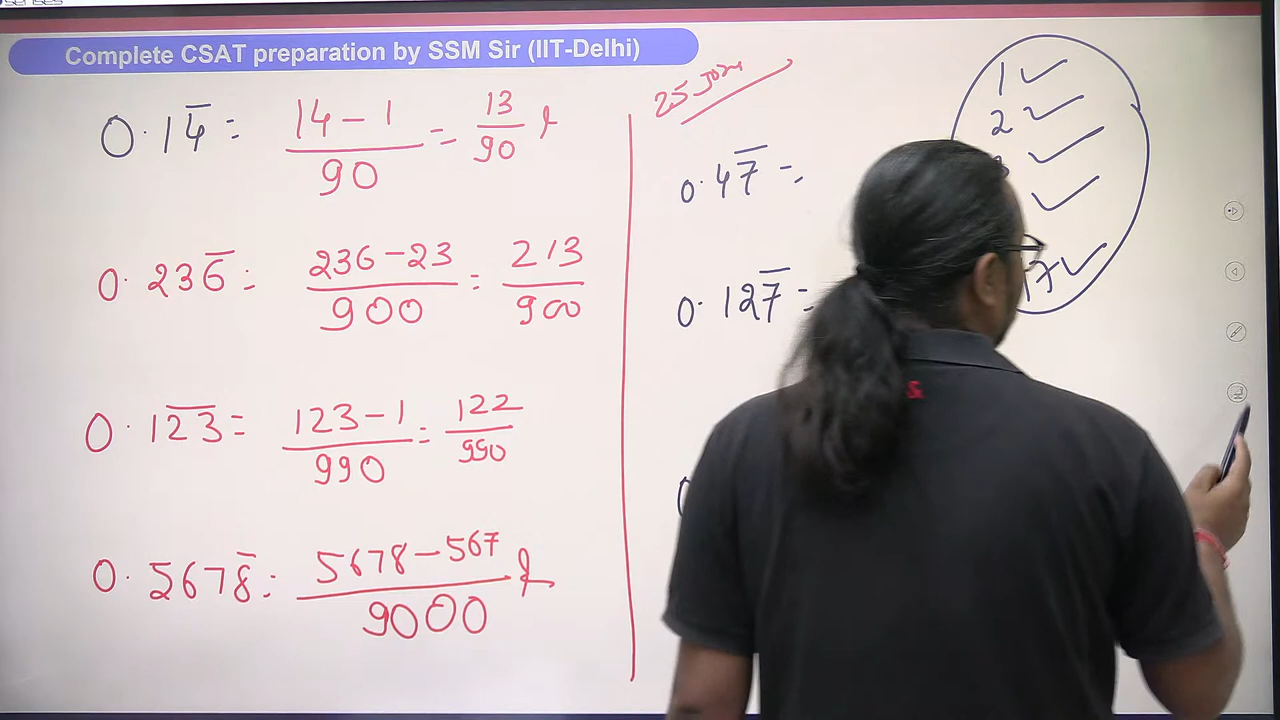 Complete CSAT preparation by SSM Sir (IIT-Delhi)
0.14̅ = (14 – 1)/90 = 13/90
0.236̅ = (236 – 23)/900 = 213/900
0.12̅3̅ = (123 – 1)/990 = 122/990
0.5678̅ = (5678 – 567)/9000
0.47̅ =
0.127̅ =
1 ✓
2 ✓
✓
✓
17 ✓